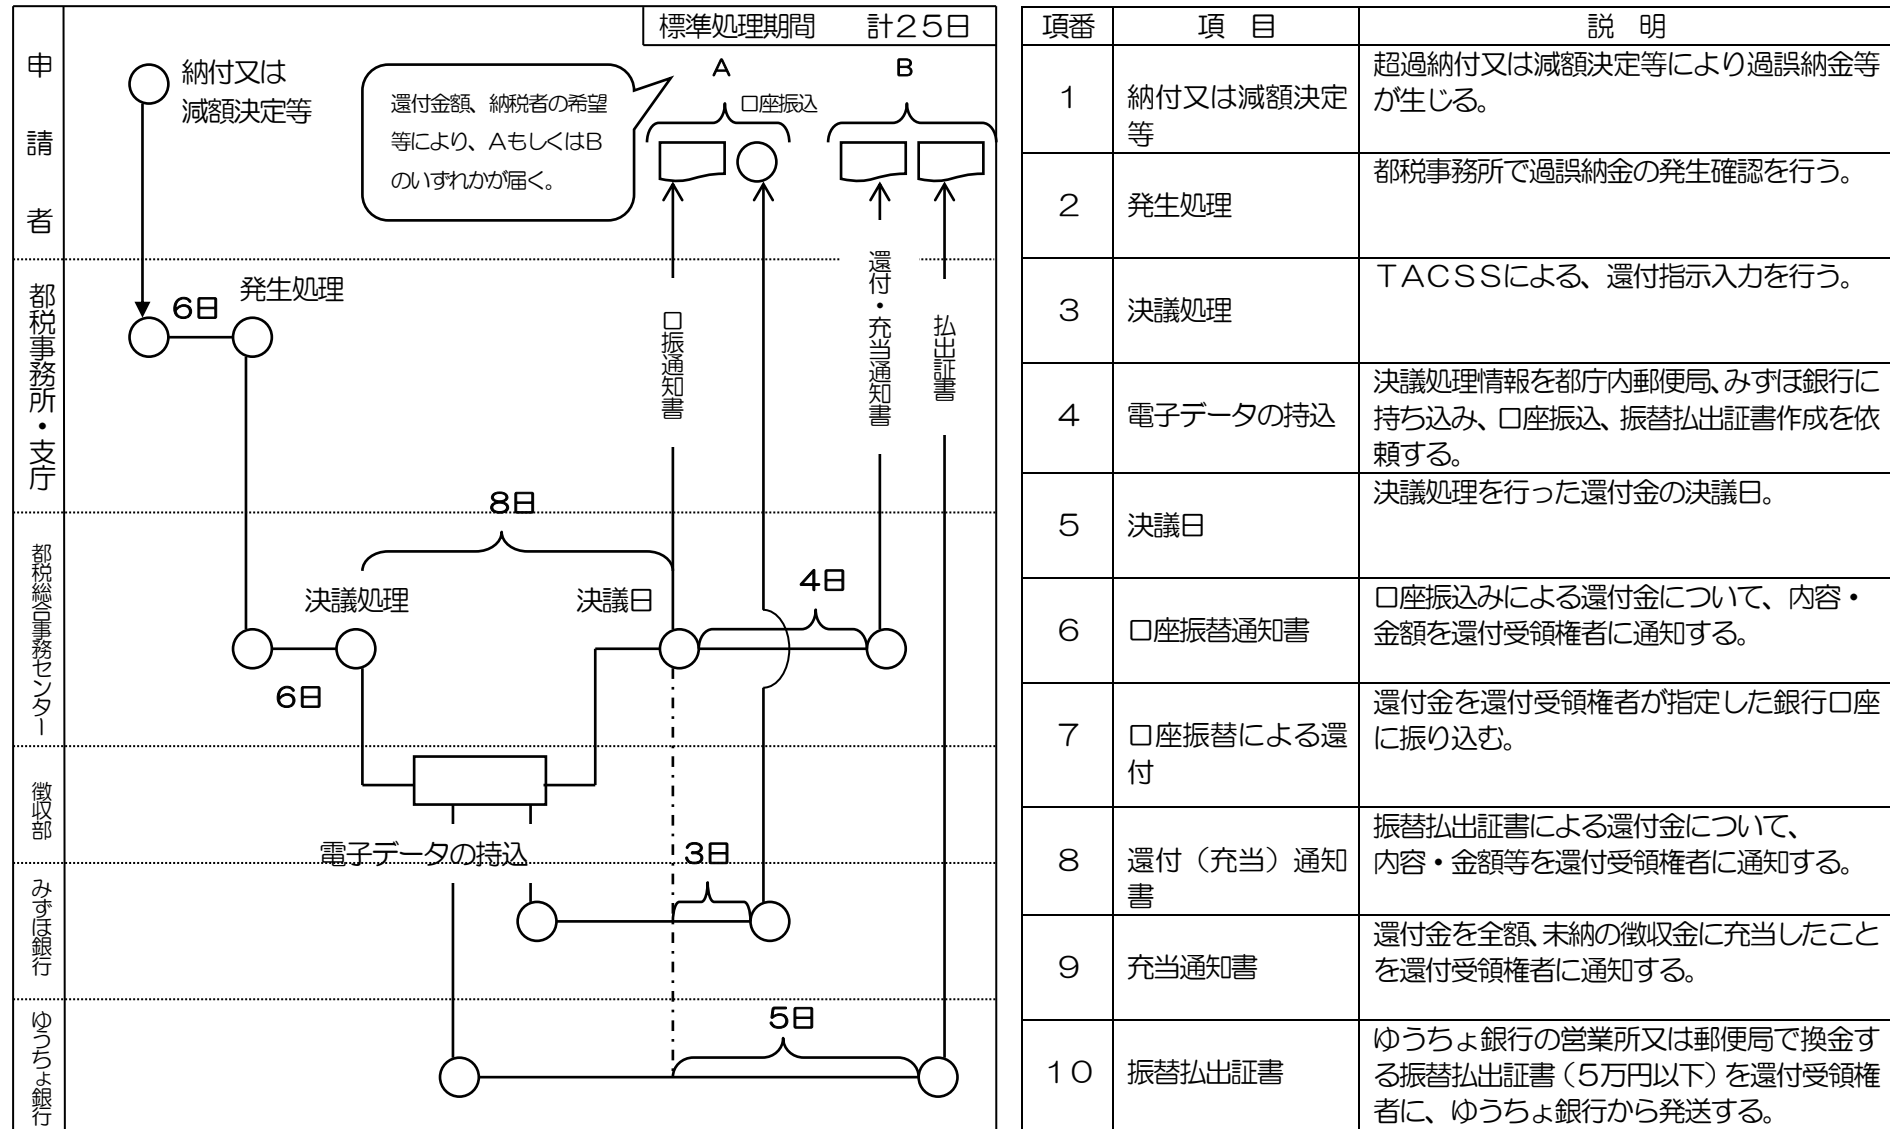 標準処理期間　計２５日
申請者
納付又は
減額決定等
還付金額、納税者の希望
等により、AもしくはB
のいずれかが届く。
A
口座振込
B
都税事務所・支庁
6日
発生処理
口振通知書
還付・充当通知書
払出証書
都税総合事務センター
8日
決議処理
決議日
4日
6日
徴収部
電子データの持込
3日
みずほ銀行
5日
ゆうちょ銀行
項番　項　目　説　明
1
納付又は減額決定
等
超過納付又は減額決定等により過誤納金等
が生じる。
2
発生処理
都税事務所で過誤納金の発生確認を行う。
3
決議処理
ＴＡＣＳＳによる、還付指示入力を行う。
4
電子データの持込
決議処理情報を都庁内郵便局、みずほ銀行に
持ち込み、口座振込、振替払出証書作成を依
頼する。
5
決議日
決議処理を行った還付金の決議日。
6
口座振替通知書
口座振込みによる還付金について、内容・
金額を還付受領権者に通知する。
7
口座振替による還
付
還付金を還付受領権者が指定した銀行口座
に振り込む。
8
還付（充当）通知
書
振替払出証書による還付金について、
内容・金額等を還付受領権者に通知する。
9
充当通知書
還付金を全額、未納の徴収金に充当したこと
を還付受領権者に通知する。
１０
振替払出証書
ゆうちょ銀行の営業所又は郵便局で換金す
る振替払出証書（5万円以下）を還付受領権
者に、ゆうちょ銀行から発送する。